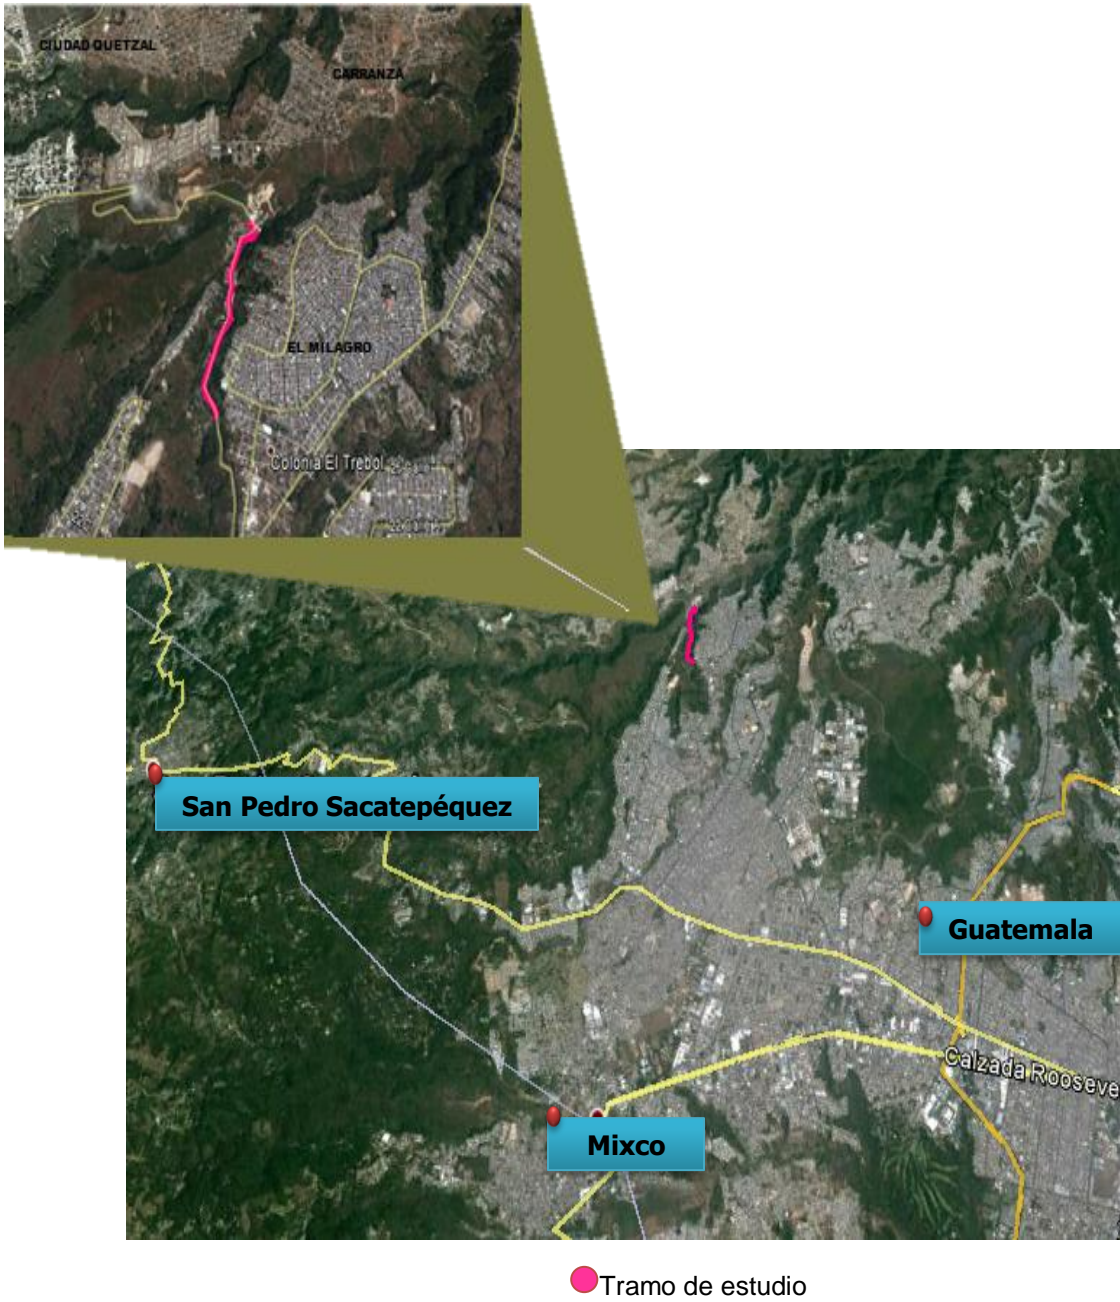 CIUDAD QUETZAL
CARRANZA
EL MILAGRO
Colonia El Trebol
San Pedro Sacatepéquez
Guatemala
Calzada Rooseve
Mixco
Tramo de estudio